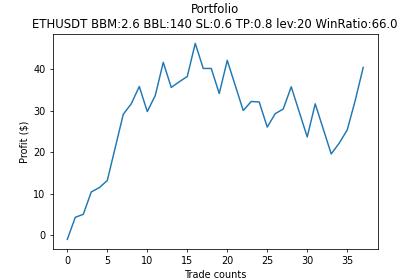 Portfolio
ETHUSDT BBM:2.6 BBL:140 SL:0.6 TP:0.8 lev:20 WinRatio:66.0
Profit ($)
40
30
20
10
0
0 5 10 15 20 25 30 35
Trade counts